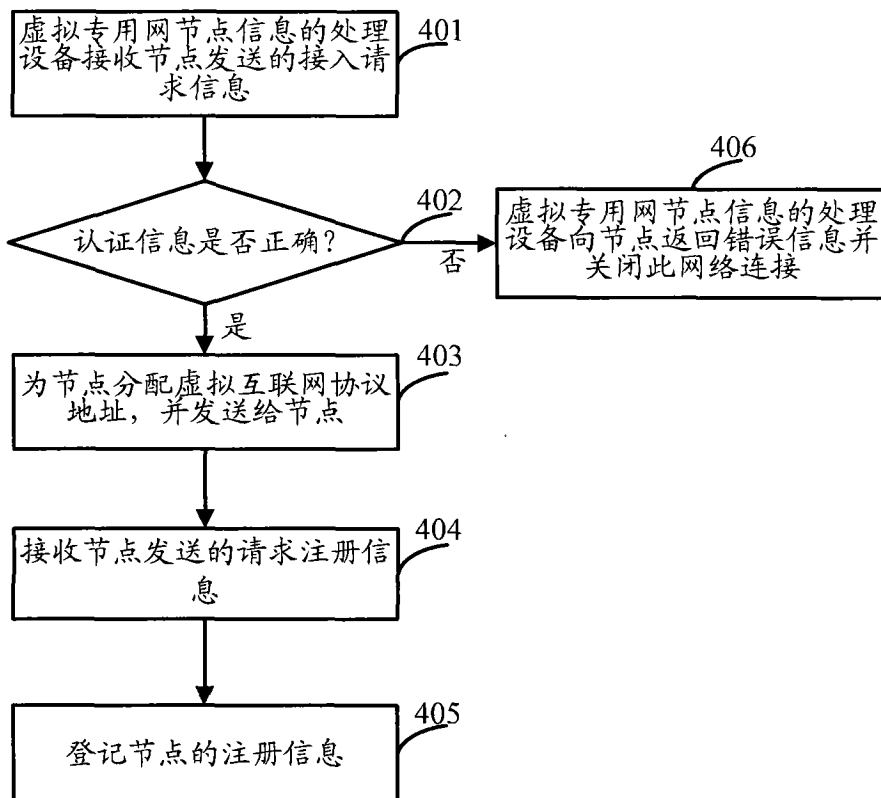 虚拟专用网节点信息的处理
设备接收节点发送的接入请
求信息
401
认证信息是否正确?
402
否
406
虚拟专用网节点信息的处理
设备向节点返回错误信息并
关闭此网络连接
是
为节点分配虚拟互联网协议
地址，并发送给节点
403
接收节点发送的请求注册信
息
404
登记节点的注册信息
405